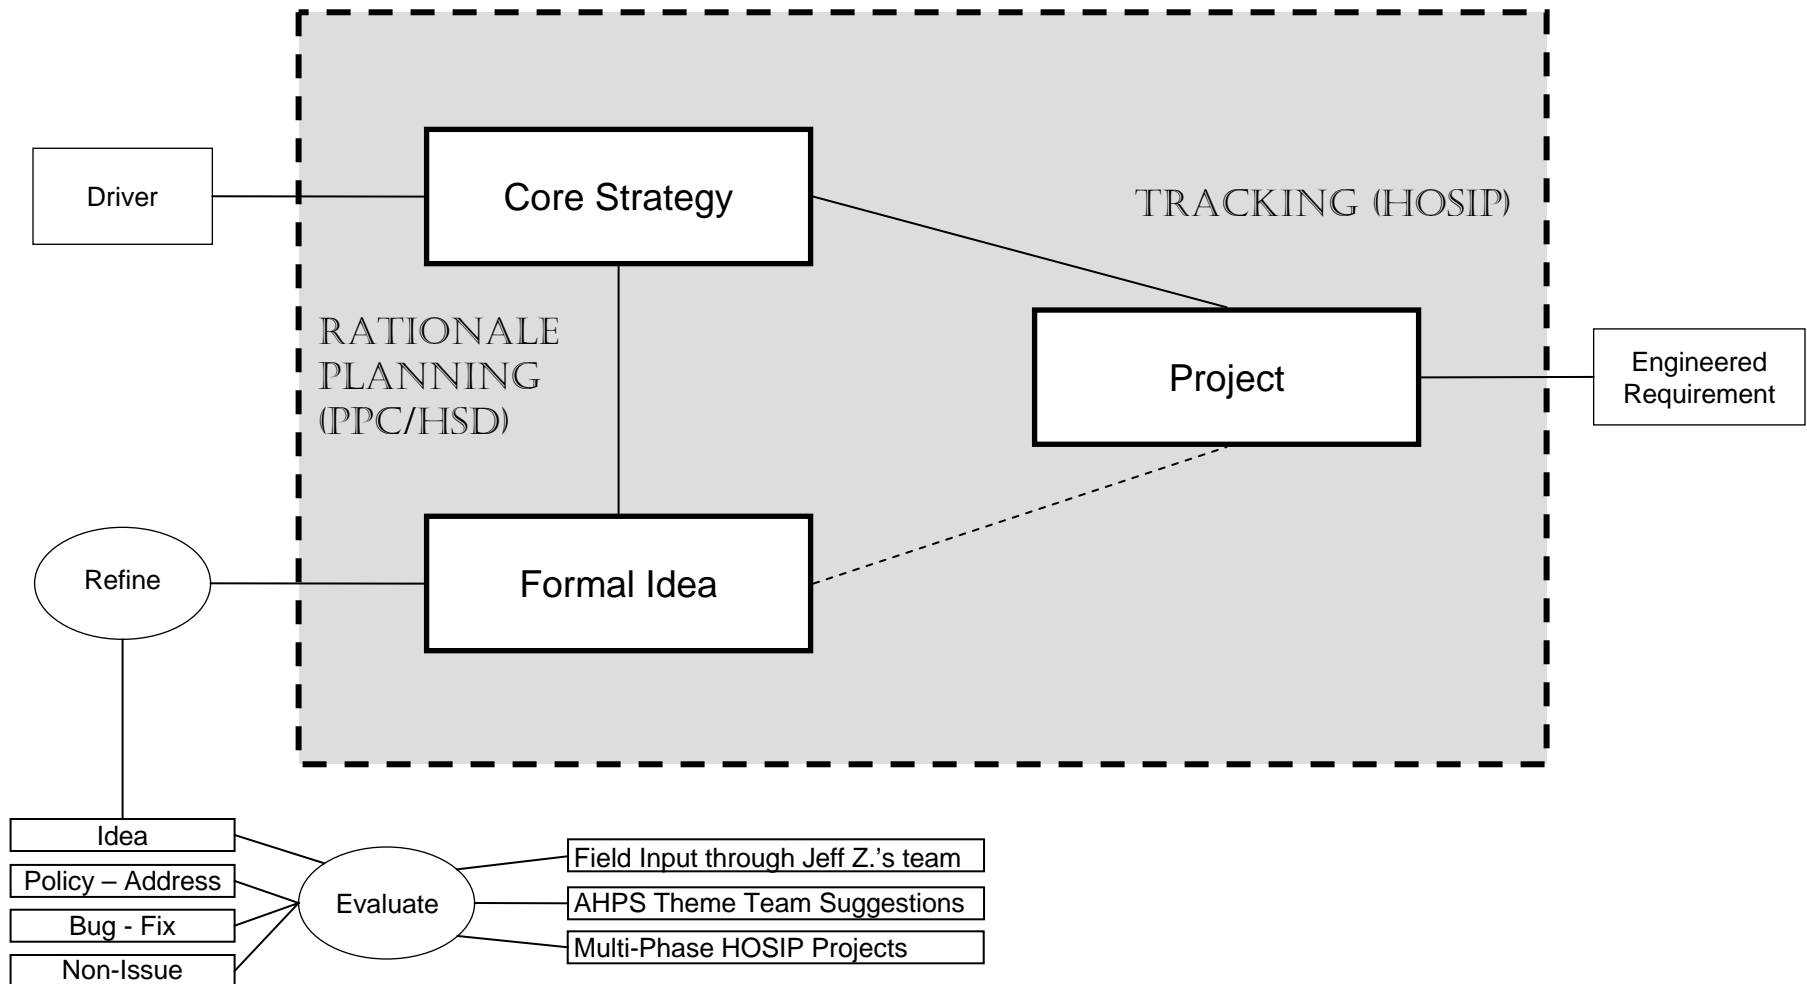 Driver
Core Strategy
TRACKING (HOSIP)
RATIONALE
PLANNING
(PPC/HSD)
Project
Engineered
Requirement
Refine
Formal Idea
Idea
Policy – Address
Bug - Fix
Non-Issue
Evaluate
Field Input through Jeff Z.'s team
AHPS Theme Team Suggestions
Multi-Phase HOSIP Projects